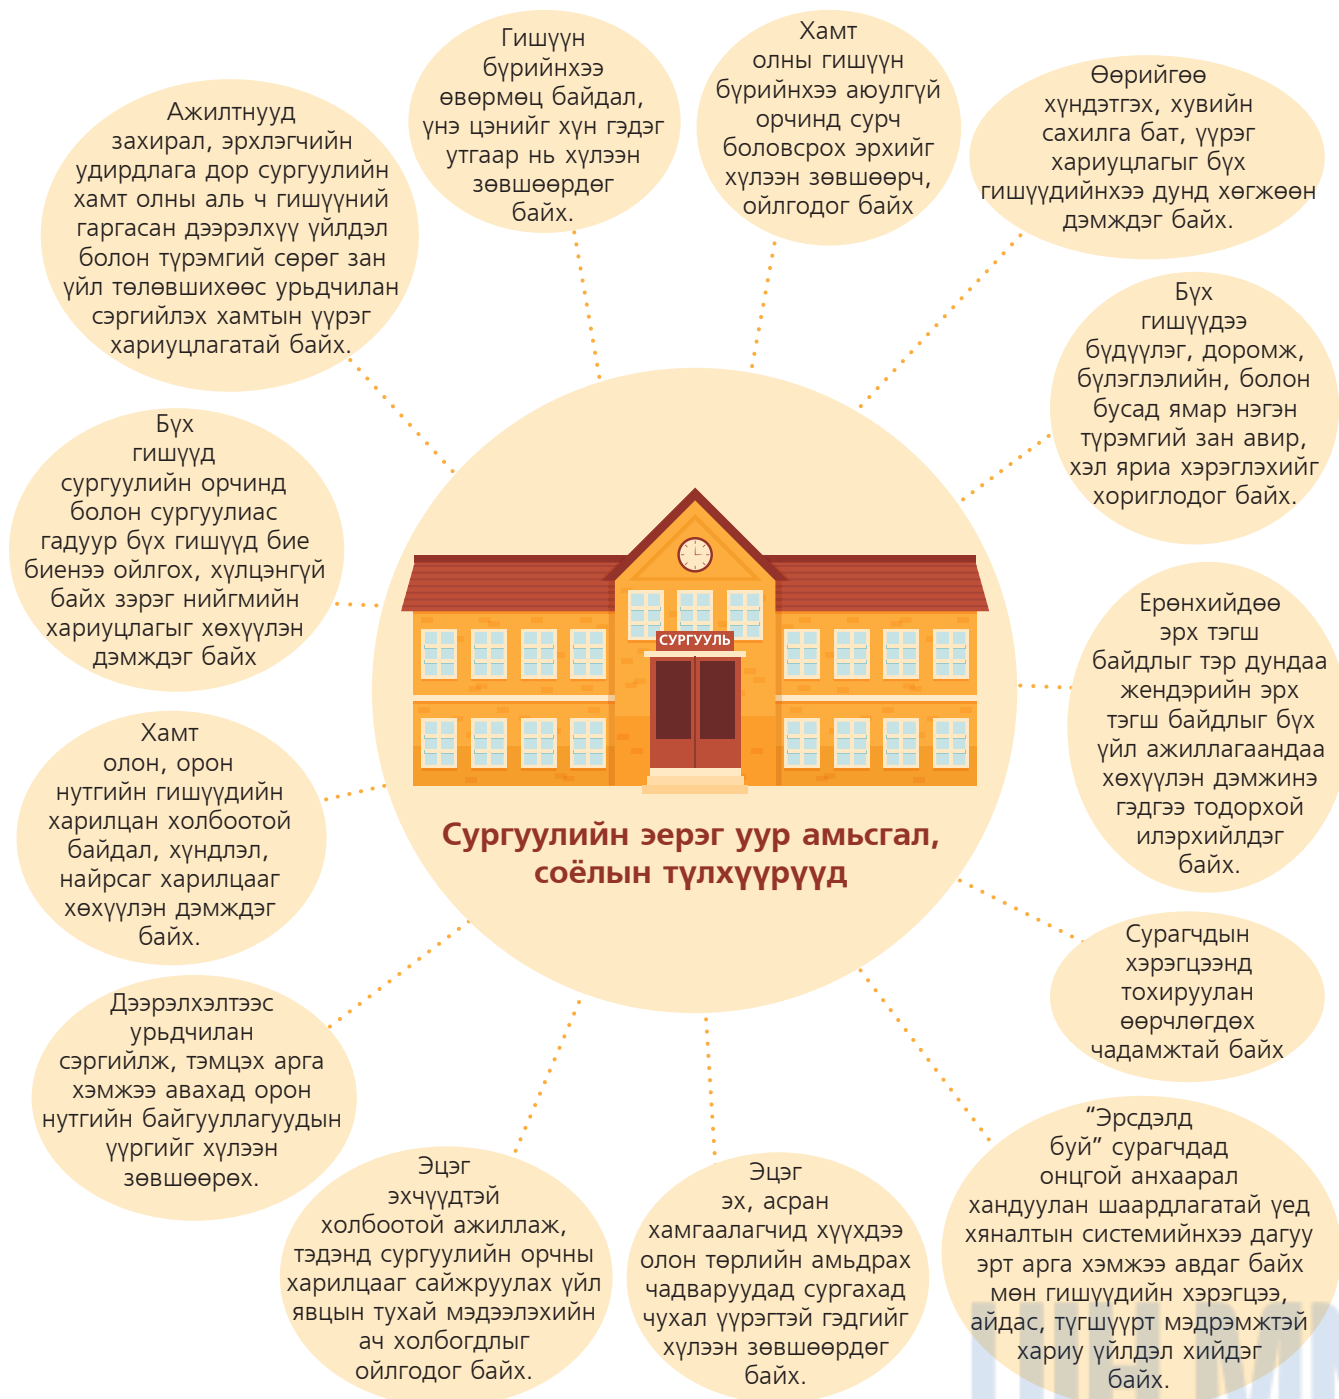 Гишүүн
бүрийнхээ
өвөрмөц байдал,
үнэ цэнийг хүн гэдэг
утгаар нь хүлээн
зөвшөөрдөг
байх.
Хамт
олны гишүүн
бүрийнхээ аюулгүй
орчинд сурч
боловсрох эрхийг
хүлээн зөвшөөрч,
ойлгодог байх
Өөрийгөө
хүндэтгэх, хувийн
сахилга бат, үүрэг
хариуцлагыг бүх
гишүүдийнхээ дунд хөгжөөн
дэмждэг байх.
Бүх
гишүүдээ
бүдүүлэг, доромж,
бүлэглэлийн, болон
бусад ямар нэгэн
түрэмгий зан авир,
хэл яриа хэрэглэхийг
хориглодог байх.
Ерөнхийдөө
эрх тэгш
байдлыг тэр дундаа
жендэрийн эрх
тэгш байдлыг бүх
үйл ажиллагаандаа
хөхүүлэн дэмжинэ
гэдгээ тодорхой
илэрхийлдэг
байх.
Сурагчдын
хэрэгцээнд
тохируулан
өөрчлөгдөх
чадамжтай байх
“Эрсдэлд
буй” сурагчдад
онцгой анхаарал
хандуулан шаардлагатай үед
хяналтын системийнхээ дагуу
эрт арга хэмжээ авдаг байх
мөн гишүүдийн хэрэгцээ,
айдас, түгшүүрт мэдрэмжтэй
хариу үйлдэл хийдэг
байх.
Эцэг
эх, асран
хамгаалагчид хүүхдээ
олон төрлийн амьдрах
чадваруудад сургахад
чухал үүрэгтэй гэдгийг
хүлээн зөвшөөрдөг
байх.
Эцэг
эхчүүдтэй
холбоотой ажиллаж,
тэдэнд сургуулийн орчны
харилцааг сайжруулах үйл
явцын тухай мэдээлэхийн
ач холбогдлыг
ойлгодог байх.
Дээрэлхэлтээс
урьдчилан
сэргийлж, тэмцэх арга
хэмжээ авахад орон
нутгийн байгууллагуудын
үүргийг хүлээн
зөвшөөрөх.
Хамт
олон, орон
нутгийн гишүүдийн
харилцан холбоотой
байдал, хүндлэл,
найрсаг харилцааг
хөхүүлэн дэмждэг
байх.
Бүх
гишүүд
сургуулийн орчинд
болон сургуулиас
гадуур бүх гишүүд бие
биенээ ойлгох, хүлцэнгүй
байх зэрэг нийгмийн
хариуцлагыг хөхүүлэн
дэмждэг байх
Ажилтнууд
захирал, эрхлэгчийн
удирдлага дор сургуулийн
хамт олны аль ч гишүүний
гаргасан дээрэлхүү үйлдэл
болон түрэмгий сөрөг зан
үйл төлөвшихөөс урьдчилан
сэргийлэх хамтын үүрэг
хариуцлагатай байх.
СУРГУУЛЬ
Сургуулийн эерэг уур амьсгал,
соёлын түлхүүрүүд